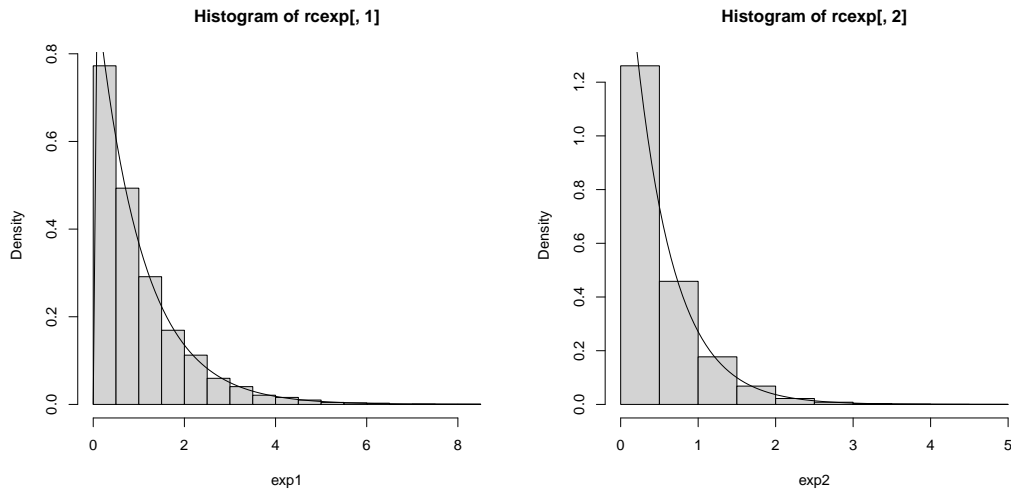 Histogram of rcexp[, 1]
Density
0.0 0.2 0.4 0.6 0.8
0 2 4 6 8
exp1
Histogram of rcexp[, 2]
Density
0.0 0.2 0.4 0.6 0.8 1.0 1.2
0 1 2 3 4 5
exp2